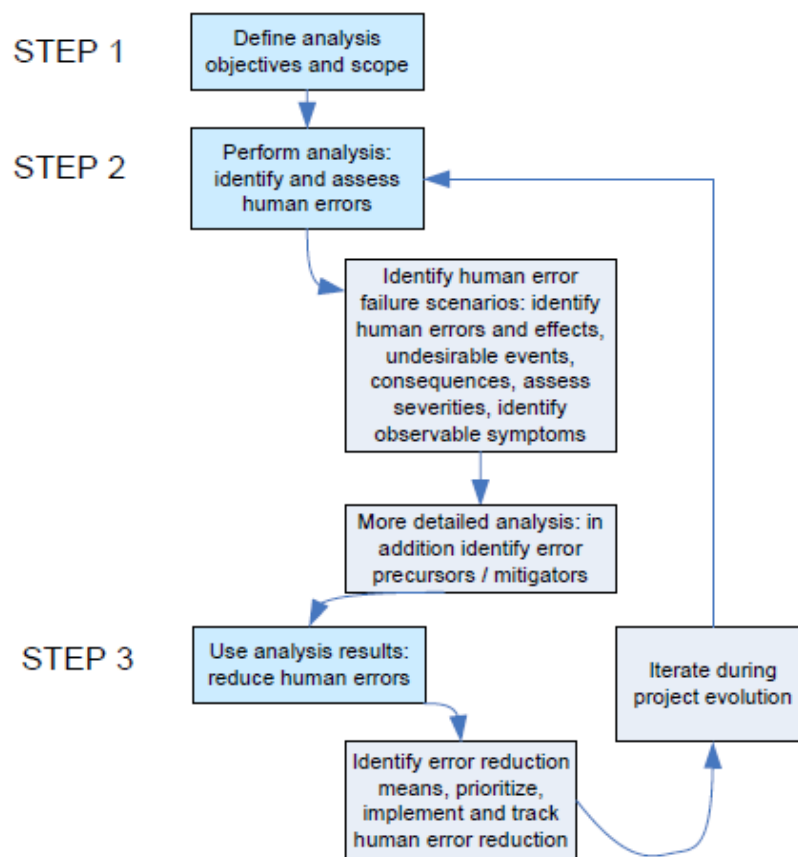 STEP 1
Define analysis
objectives and scope
STEP 2
Perform analysis:
identify and assess
human errors
Identify human error
failure scenarios: identify
human errors and effects,
undesirable events,
consequences, assess
severities, identify
observable symptoms
More detailed analysis: in
addition identify error
precursors / mitigators
STEP 3
Use analysis results:
reduce human errors
Iterate during
project evolution
Identify error reduction
means, prioritize,
implement and track
human error reduction